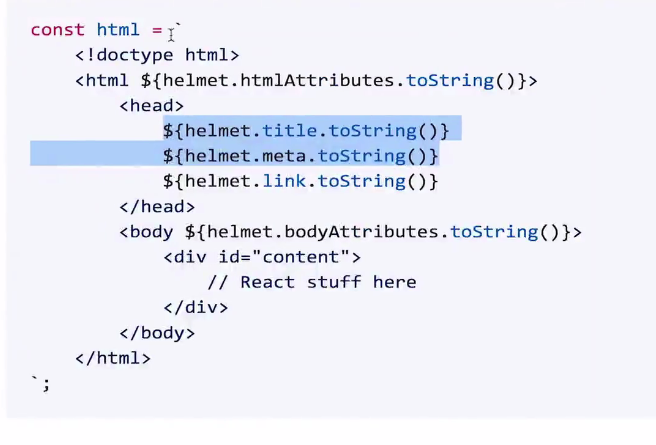 const html = `
    <!doctype html>
    <html ${helmet.htmlAttributes.toString()}>
        <head>
            ${helmet.title.toString()}
            ${helmet.meta.toString()}
            ${helmet.link.toString()}
        </head>
        <body ${helmet.bodyAttributes.toString()}>
            <div id="content">
                // React stuff here
            </div>
        </body>
    </html>
`;